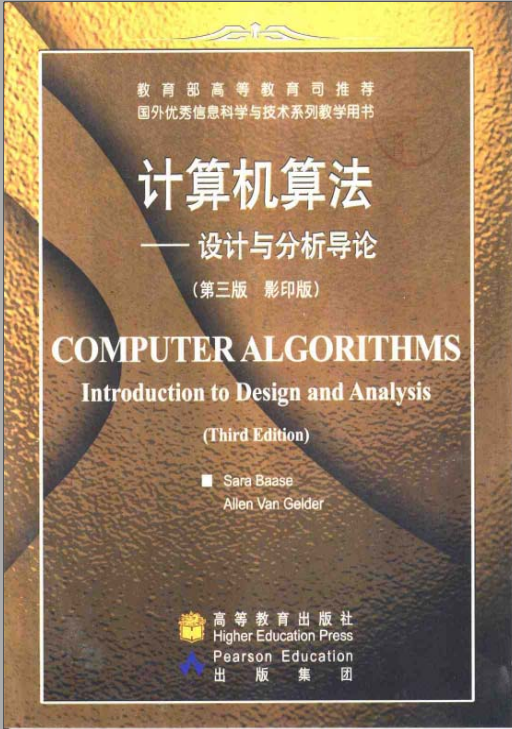 教育部高等教育司推荐
国外优秀信息科学与技术系列教学用书
计算机算法
—— 设计与分析导论
（第三版 影印版）
COMPUTER ALGORITHMS
Introduction to Design and Analysis
(Third Edition)
■ Sara Baase
Allen Van Gelder
高等教育出版社
Higher Education Press
Pearson Education
出版集团